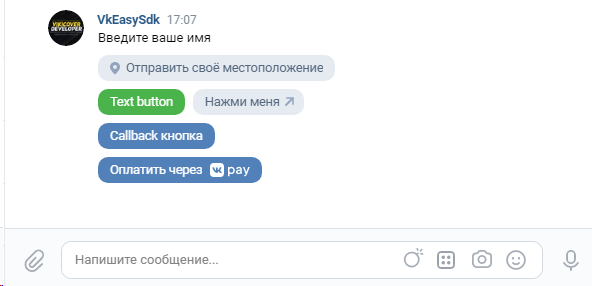 VkEasySdk 17:07
Введите ваше имя
Отправить своё местоположение
Text button Нажми меня
Callback кнопка
Оплатить через pay
Напишите сообщение...
VIKICOVER
DEVELOPER